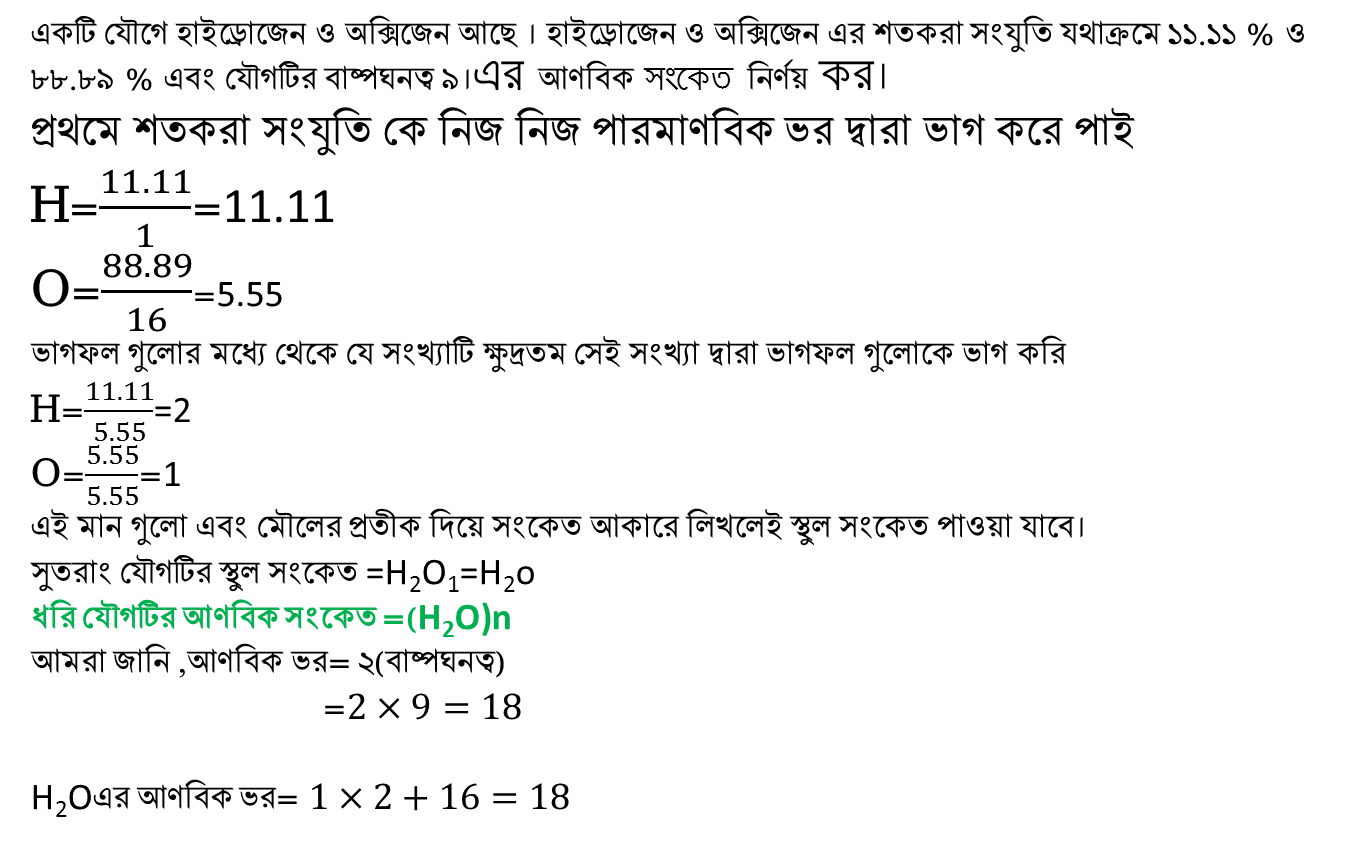 একটি যৌগে হাইড্রোজেন ও অক্সিজেন আছে । হাইড্রোজেন ও অক্সিজেন এর শতকরা সংযুতি যথাক্রমে ১১.১১ % ও
৮৮.৮৯ % এবং যৌগটির বাষ্পঘনত্ব ৯।এর আণবিক সংকেত নির্ণয় কর।
প্রথমে শতকরা সংযুতি কে নিজ নিজ পারমাণবিক ভর দ্বারা ভাগ করে পাই
H=11.11/1=11.11
O=88.89/16=5.55
ভাগফল গুলোর মধ্যে থেকে যে সংখ্যাটি ক্ষুদ্রতম সেই সংখ্যা দ্বারা ভাগফল গুলোকে ভাগ করি
H=11.11/5.55=2
O=5.55/5.55=1
এই মান গুলো এবং মৌলের প্রতীক দিয়ে সংকেত আকারে লিখলেই স্থুল সংকেত পাওয়া যাবে।
সুতরাং যৌগটির স্থুল সংকেত =H₂O₁=H₂o
ধরি যৌগটির আণবিক সংকেত =(H₂O)n
আমরা জানি ,আণবিক ভর= ২(বাষ্পঘনত্ব)
=2 × 9 = 18
H₂Oএর আণবিক ভর= 1 × 2 + 16 = 18